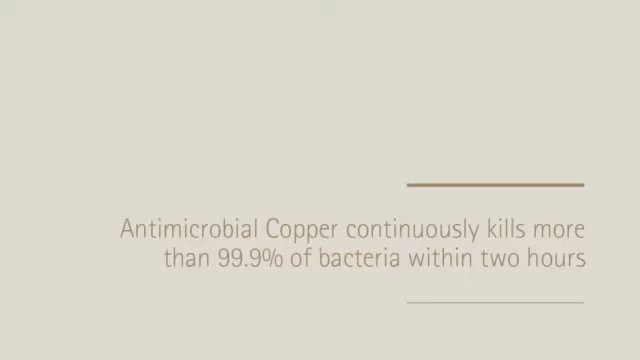 Antimicrobial Copper continuously kills more
than 99.9% of bacteria within two hours